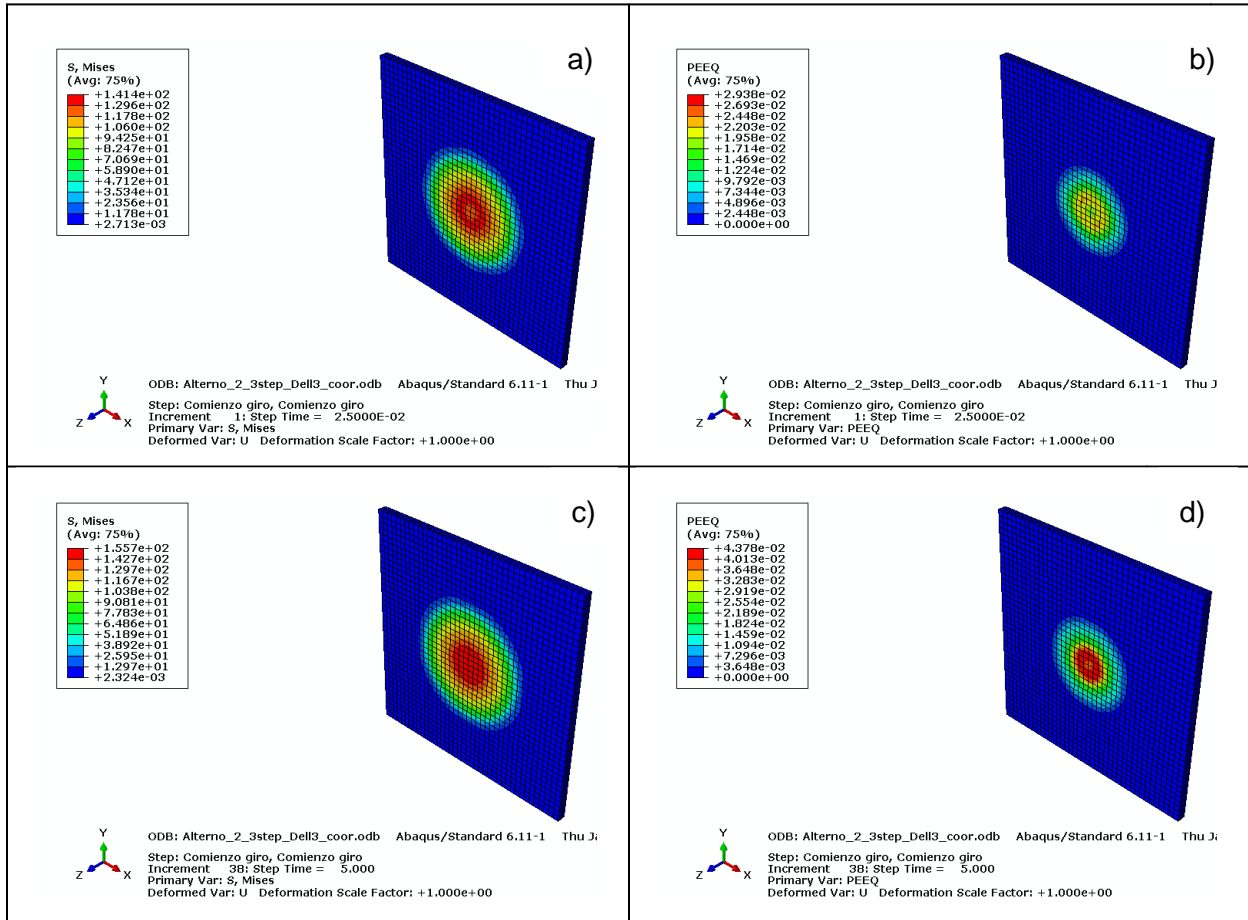 a)
S, Mises
(Avg: 75%)
+1.414e+02
+1.296e+02
+1.178e+02
+1.060e+02
+9.425e+01
+8.247e+01
+7.069e+01
+5.890e+01
+4.712e+01
+3.534e+01
+2.356e+01
+1.178e+01
+2.713e-03
Y
Z
X
ODB: Alterno_2_3step_Dell3_coor.odb Abaqus/Standard 6.11-1 Thu
Step: Comienzo giro, Comienzo giro
Increment 1: Step Time = 2.5000E-02
Primary Var: S, Mises
Deformed Var: U Deformation Scale Factor: +1.000e+00
b)
PEEQ
(Avg: 75%)
+2.938e-02
+2.693e-02
+2.448e-02
+2.203e-02
+1.958e-02
+1.714e-02
+1.469e-02
+1.224e-02
+9.792e-03
+7.344e-03
+4.896e-03
+2.448e-03
+0.000e+00
Y
Z
X
ODB: Alterno_2_3step_Dell3_coor.odb Abaqus/Standard 6.11-1 Thu
Step: Comienzo giro, Comienzo giro
Increment 1: Step Time = 2.5000E-02
Primary Var: PEEQ
Deformed Var: U Deformation Scale Factor: +1.000e+00
c)
S, Mises
(Avg: 75%)
+1.557e+02
+1.427e+02
+1.297e+02
+1.167e+02
+1.038e+02
+9.081e+01
+7.783e+01
+6.486e+01
+5.189e+01
+3.892e+01
+2.595e+01
+1.297e+01
+2.324e-03
Y
Z
X
ODB: Alterno_2_3step_Dell3_coor.odb Abaqus/Standard 6.11-1 Thu
Step: Comienzo giro, Comienzo giro
Increment 38: Step Time = 5.000
Primary Var: S, Mises
Deformed Var: U Deformation Scale Factor: +1.000e+00
d)
PEEQ
(Avg: 75%)
+4.378e-02
+4.013e-02
+3.648e-02
+3.283e-02
+2.919e-02
+2.554e-02
+2.189e-02
+1.824e-02
+1.459e-02
+1.094e-02
+7.296e-03
+3.648e-03
+0.000e+00
Y
Z
X
ODB: Alterno_2_3step_Dell3_coor.odb Abaqus/Standard 6.11-1 Thu
Step: Comienzo giro, Comienzo giro
Increment 38: Step Time = 5.000
Primary Var: PEEQ
Deformed Var: U Deformation Scale Factor: +1.000e+00